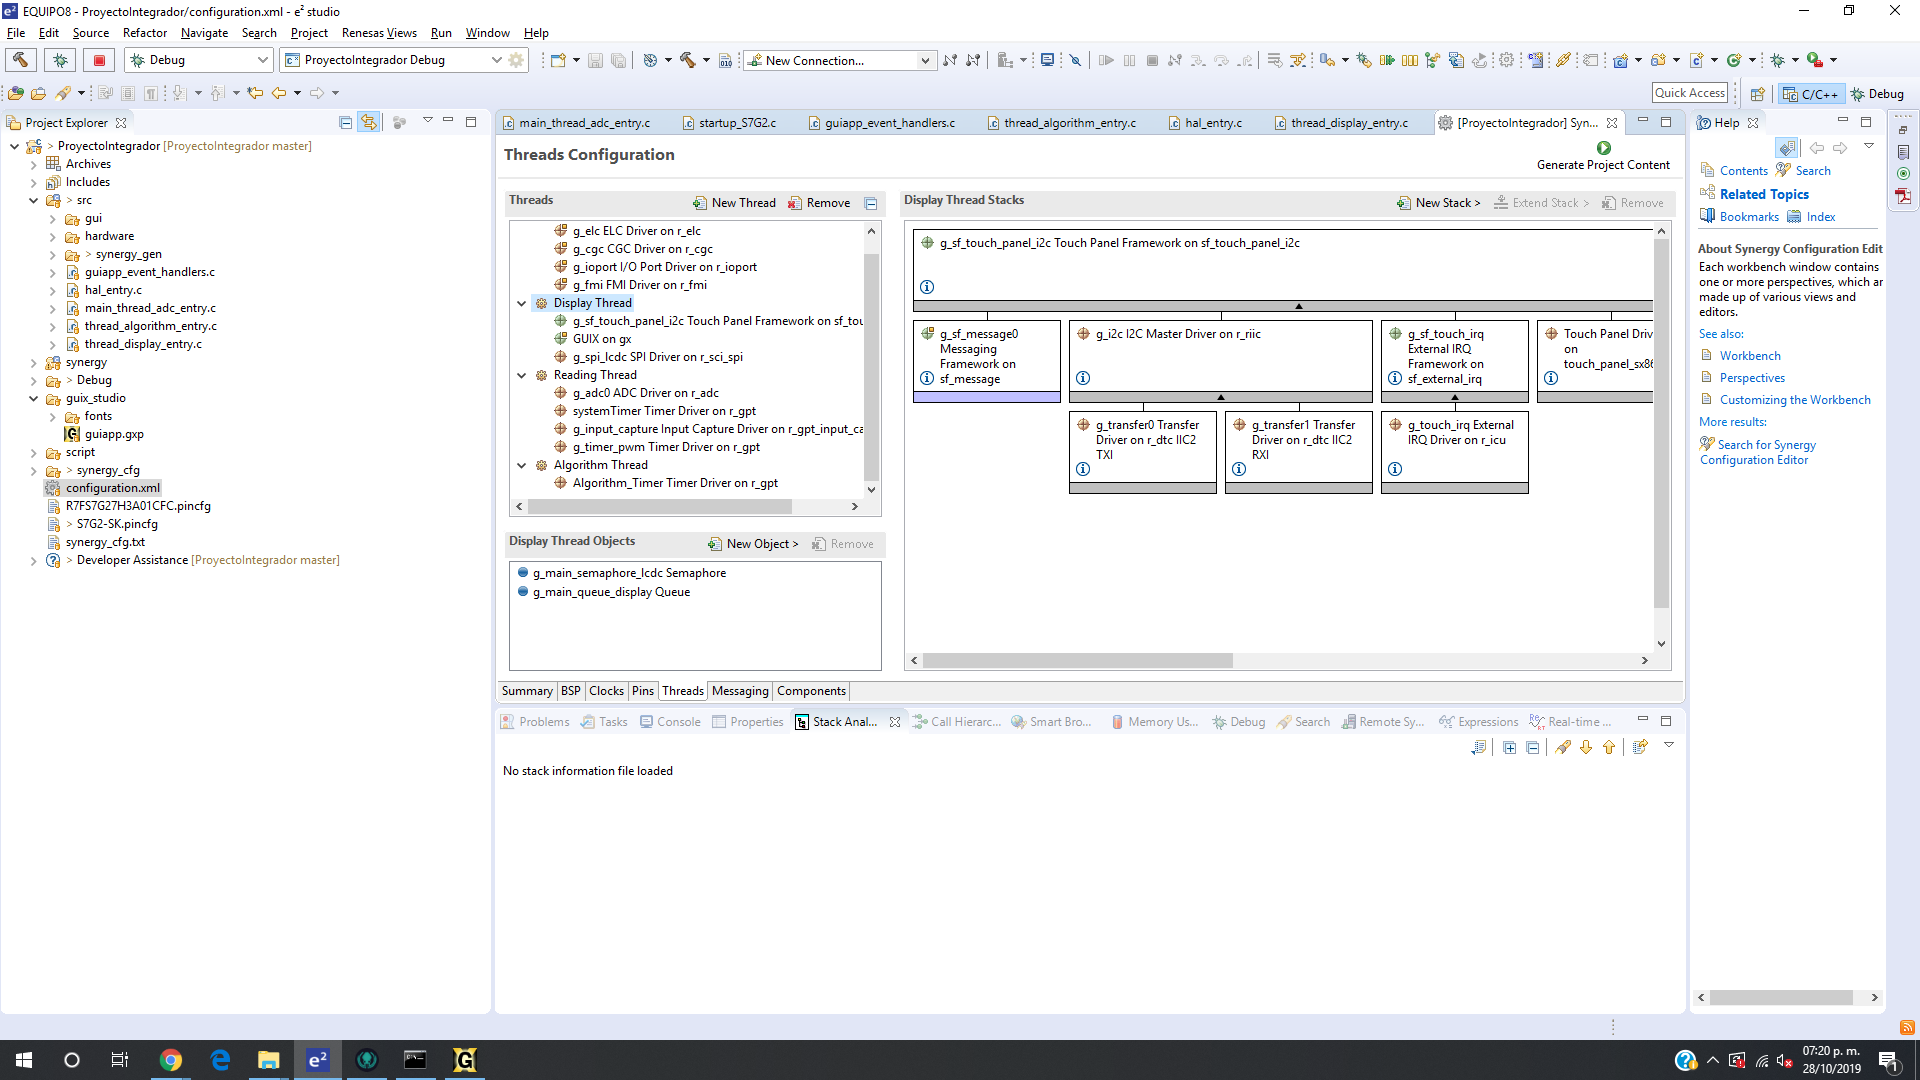 EQUIPO8 - ProyectoIntegrador/configuration.xml - e² studio
File Edit Source Refactor Navigate Search Project Renesas Views Run Window Help
Debug
ProyectoIntegrador Debug
New Connection...
Quick Access
C/C++
Debug
Project Explorer
> ProyectoIntegrador [ProyectoIntegrador master]
Archives
Includes
> src
gui
hardware
> synergy_gen
guiapp_event_handlers.c
hal_entry.c
main_thread_adc_entry.c
thread_algorithm_entry.c
thread_display_entry.c
synergy
> Debug
guix_studio
fonts
guiapp.gxp
script
> synergy_cfg
configuration.xml
R7FS7G27H3A01CFC.pincfg
> S7G2-SK.pincfg
synergy_cfg.txt
> Developer Assistance [ProyectoIntegrador master]
main_thread_adc_entry.c
startup_S7G2.c
guiapp_event_handlers.c
thread_algorithm_entry.c
hal_entry.c
thread_display_entry.c
[ProyectoIntegrador] Syn...
Threads Configuration
Generate Project Content
Threads
New Thread
Remove
g_elc ELC Driver on r_elc
g_cgc CGC Driver on r_cgc
g_ioport I/O Port Driver on r_ioport
g_fmi FMI Driver on r_fmi
Display Thread
g_sf_touch_panel_i2c Touch Panel Framework on sf_tou
GUIX on gx
g_spi_lcdc SPI Driver on r_sci_spi
Reading Thread
g_adc0 ADC Driver on r_adc
systemTimer Timer Driver on r_gpt
g_input_capture Input Capture Driver on r_gpt_input_ca
g_timer_pwm Timer Driver on r_gpt
Algorithm Thread
Algorithm_Timer Timer Driver on r_gpt
Display Thread Objects
New Object >
Remove
g_main_semaphore_lcdc Semaphore
g_main_queue_display Queue
Display Thread Stacks
New Stack >
Extend Stack >
Remove
g_sf_touch_panel_i2c Touch Panel Framework on sf_touch_panel_i2c
g_sf_message0
Messaging
Framework on
sf_message
g_i2c I2C Master Driver on r_riic
g_sf_touch_irq
External IRQ
Framework on
sf_external_irq
Touch Panel Driv
on
touch_panel_sx86
g_transfer0 Transfer
Driver on r_dtc IIC2
TXI
g_transfer1 Transfer
Driver on r_dtc IIC2
RXI
g_touch_irq External
IRQ Driver on r_icu
Summary BSP Clocks Pins Threads Messaging Components
Problems
Tasks
Console
Properties
Stack Anal...
Call Hierarc...
Smart Bro...
Memory Us...
Debug
Search
Remote Sy...
Expressions
Real-time ...
No stack information file loaded
Help
Contents
Search
Related Topics
Bookmarks
Index
About Synergy Configuration Edit
Each workbench window contains
one or more perspectives, which ar
made up of various views and
editors.
See also:
Workbench
Perspectives
Customizing the Workbench
More results:
Search for Synergy
Configuration Editor
07:20 p. m.
28/10/2019
1